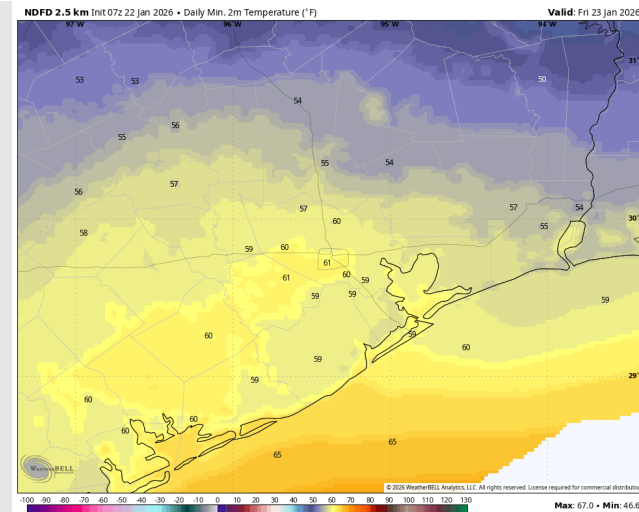 NDFD 2.5 km Init 07z 22 Jan 2026 • Daily Min. 2m Temperature (°F) Valid: Fri 23 Jan 2026
97°W 96°W 95°W 94°W
31°
53 53 50
54
56
55
55 54
57
56
57 60 57 54
30°
58 55
59 60
61
61 60 59
59 59 59
60 59
60
59
29°
59
60
60
60
65
65
WeatherBELL
© 2026 WeatherBELL Analytics, LLC. All rights reserved. License required for commercial distributio
-100 -90 -80 -70 -60 -50 -40 -30 -20 -10 0 10 20 30 40 50 60 70 80 90 100 110 120 130
Max: 67.0 • Min: 46.6